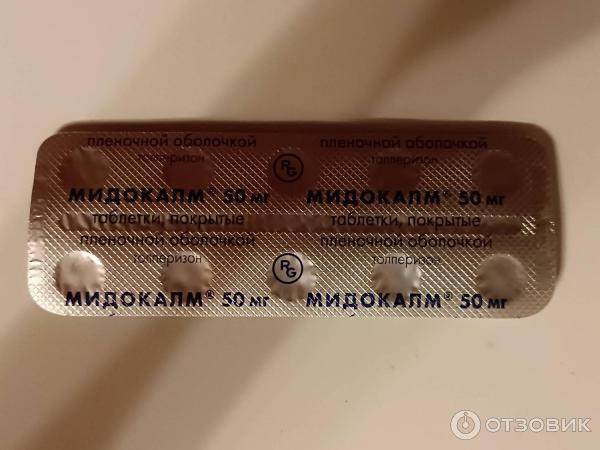 пленочной оболочкой пленочной оболочкой
толперизон RG толперизон
МИДОКАЛМ® 50 мг МИДОКАЛМ® 50 мг
таблетки, покрытые таблетки, покрытые
пленочной оболочкой пленочной оболочкой
толперизон RG толперизон
МИДОКАЛМ® 50 мг МИДОКАЛМ® 50 мг
ОТЗОВИК